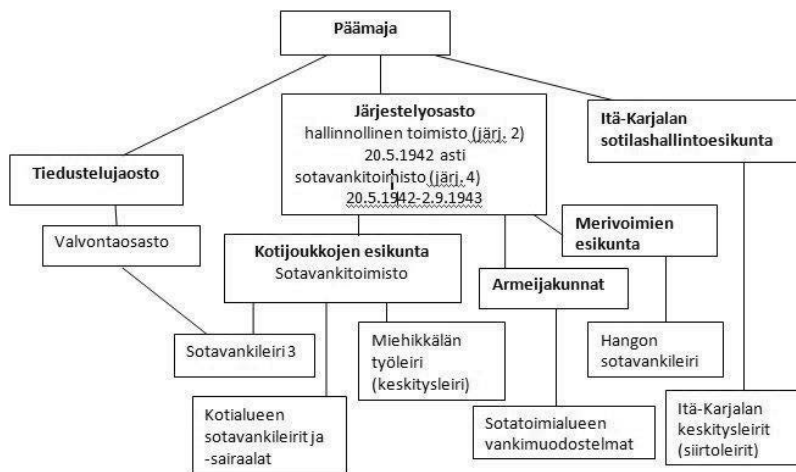 Päämaja
Järjestelyosasto
hallinnollinen toimisto (järj. 2)
20.5.1942 asti
sotavankitoimisto (järj. 4)
20.5.1942-2.9.1943
Itä-Karjalan
sotilashallintoesikunta
Tiedustelujaosto
Valvontaosasto
Kotijoukkojen esikunta
Sotavankitoimisto
Merivoimien
esikunta
Armeijakunnat
Sotavankileiri 3
Miehikkälän
työleiri
(keskitysleiri)
Hangon
sotavankileiri
Kotialueen
sotavankileirit ja
-sairaalat
Sotatoimialueen
vankimuodostelmat
Itä-Karjalan
keskitysleirit
(siirtoleirit)